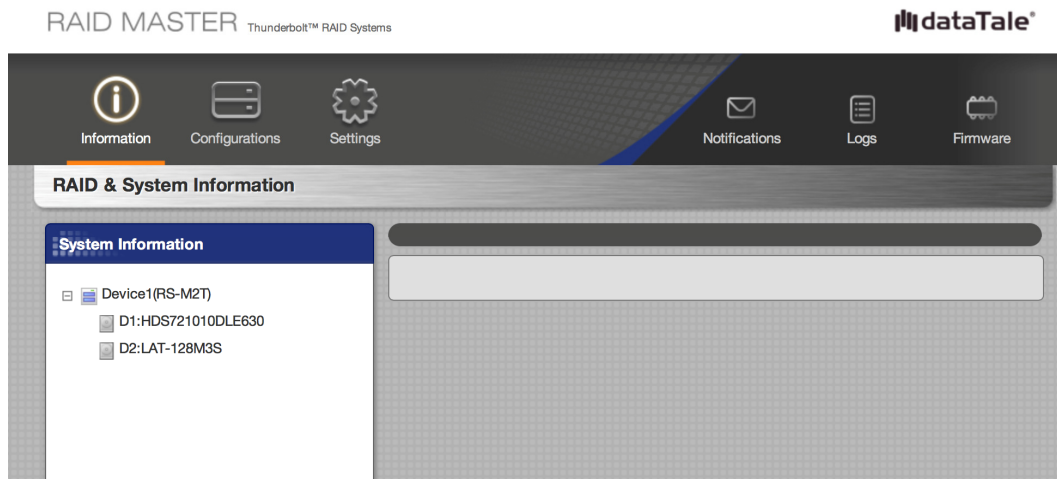 RAID MASTER Thunderbolt™ RAID Systems
dataTale®
Information
Configurations
Settings
Notifications
Logs
Firmware
RAID & System Information
System Information
Device1(RS-M2T)
D1:HDS721010DLE630
D2:LAT-128M3S